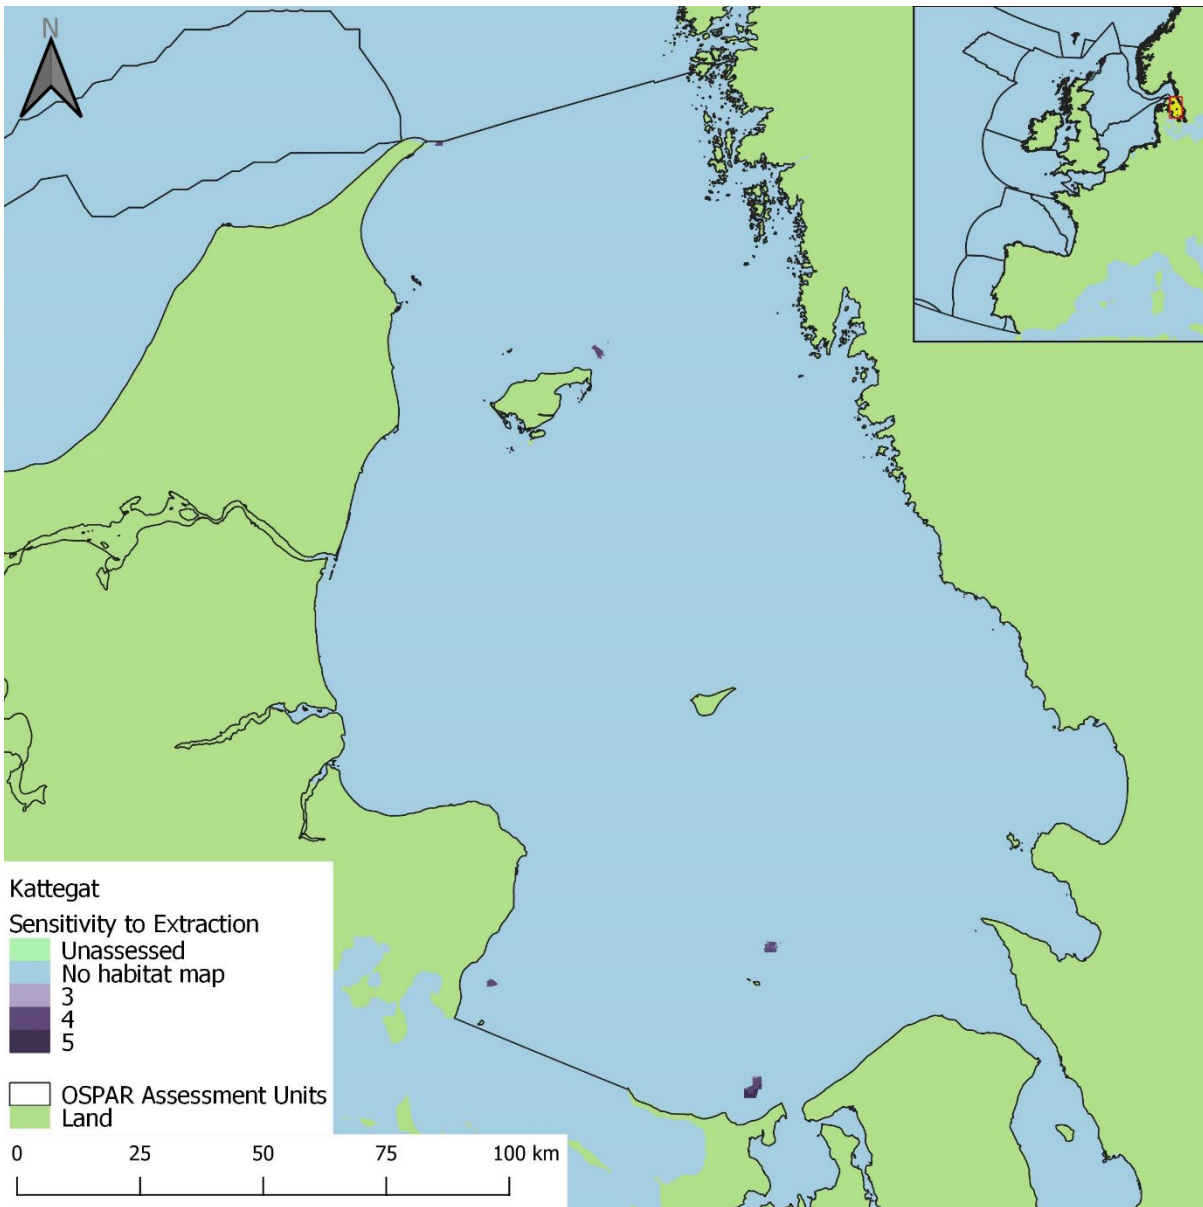 N
Kattegat
Sensitivity to Extraction
Unassessed
No habitat map
3
4
5
OSPAR Assessment Units
Land
0 25 50 75 100 km